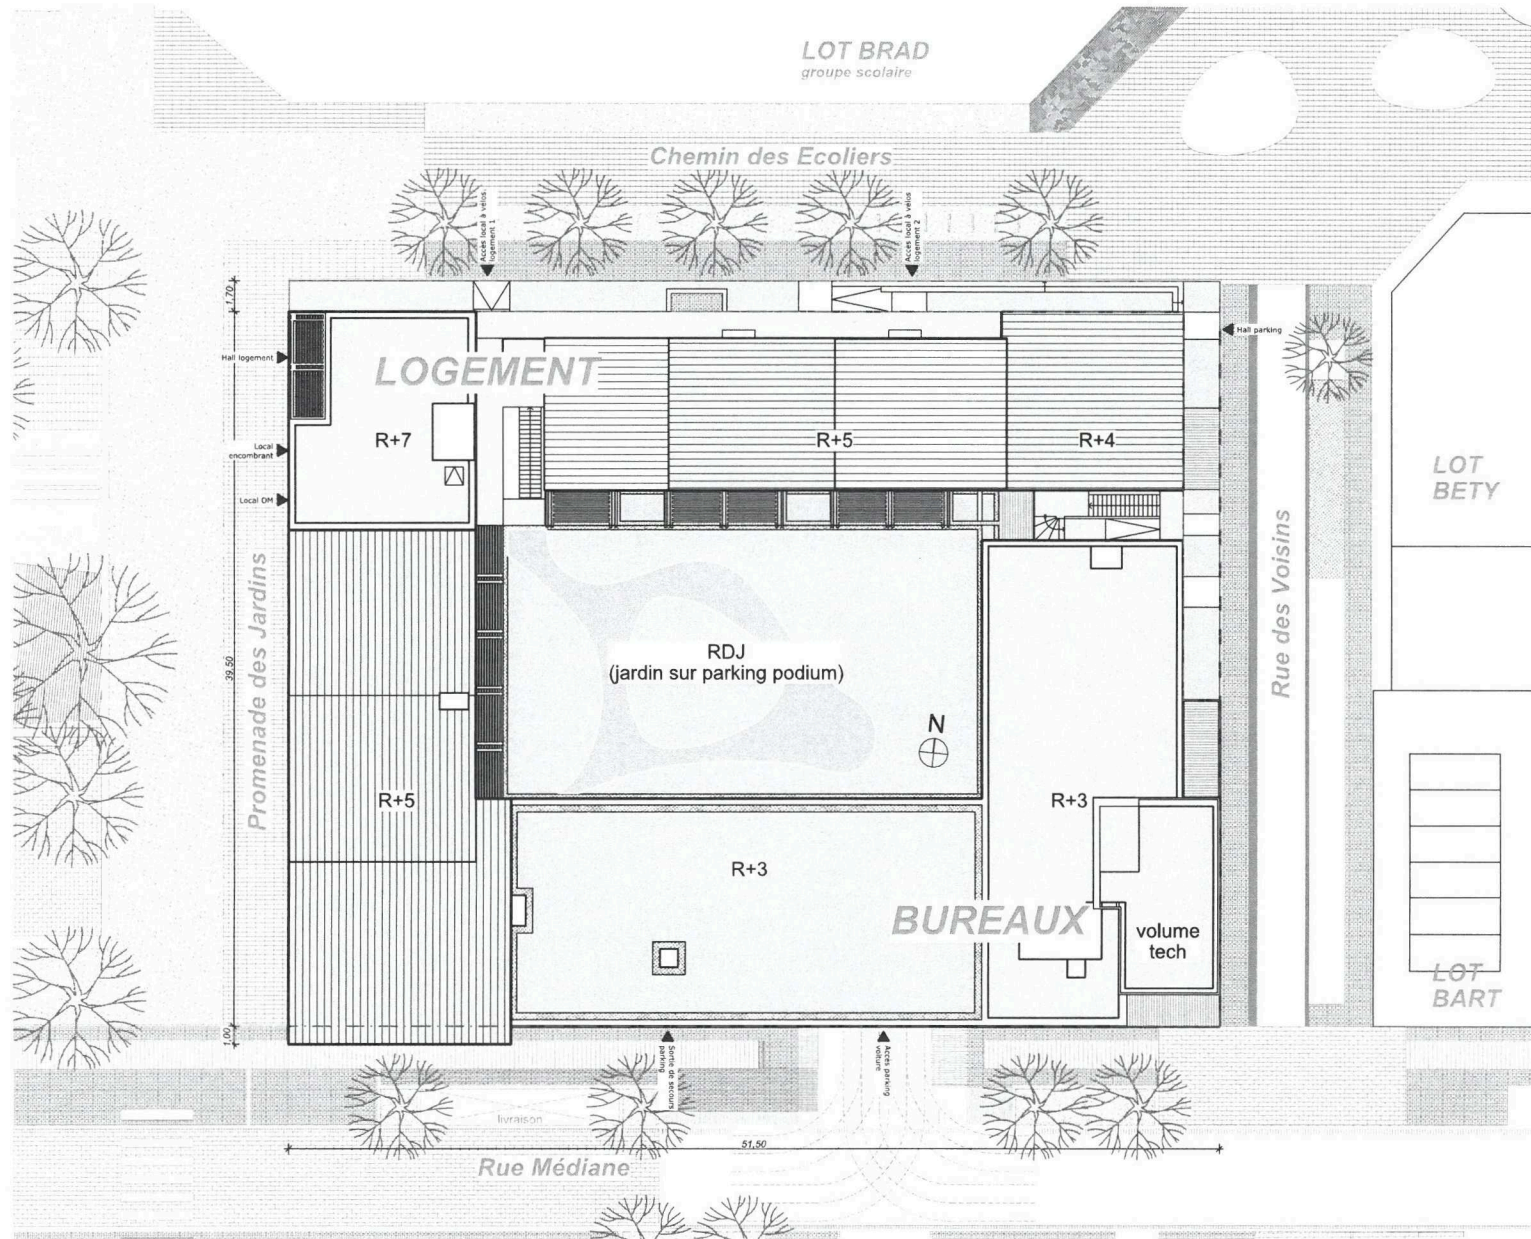 LOT BRAD
groupe scolaire
Chemin des Ecoliers
Accès local à vélos
logement 1
Accès local à vélos
logement 2
1,70
Hall logement
Hall parking
LOGEMENT
R+7
R+5
R+4
Local
encombrant
Local OM
LOT
BETY
Promenade des Jardins
39,50
Rue des Voisins
RDJ
(jardin sur parking podium)
N
R+5
R+3
R+3
BUREAUX
volume
tech
LOT
BART
1,00
Sortie de secours
parking
Accès parking
voiture
livraison
51,50
Rue Médiane